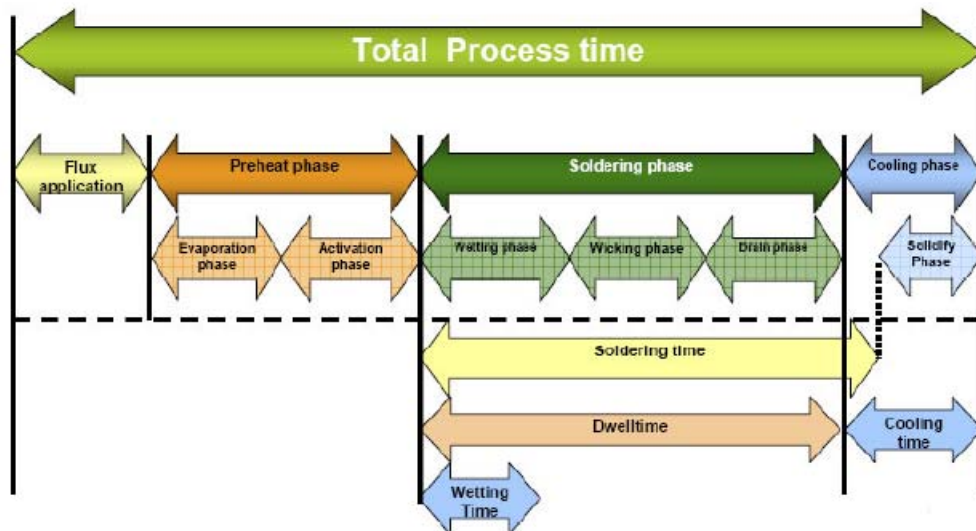 Total Process time
Flux
application
Preheat phase
Soldering phase
Cooling phase
Evaporation
phase
Activation
phase
Wetting phase
Wicking phase
Drain phase
Solidify
Phase
Soldering time
Dwelltime
Cooling
time
Wetting
Time